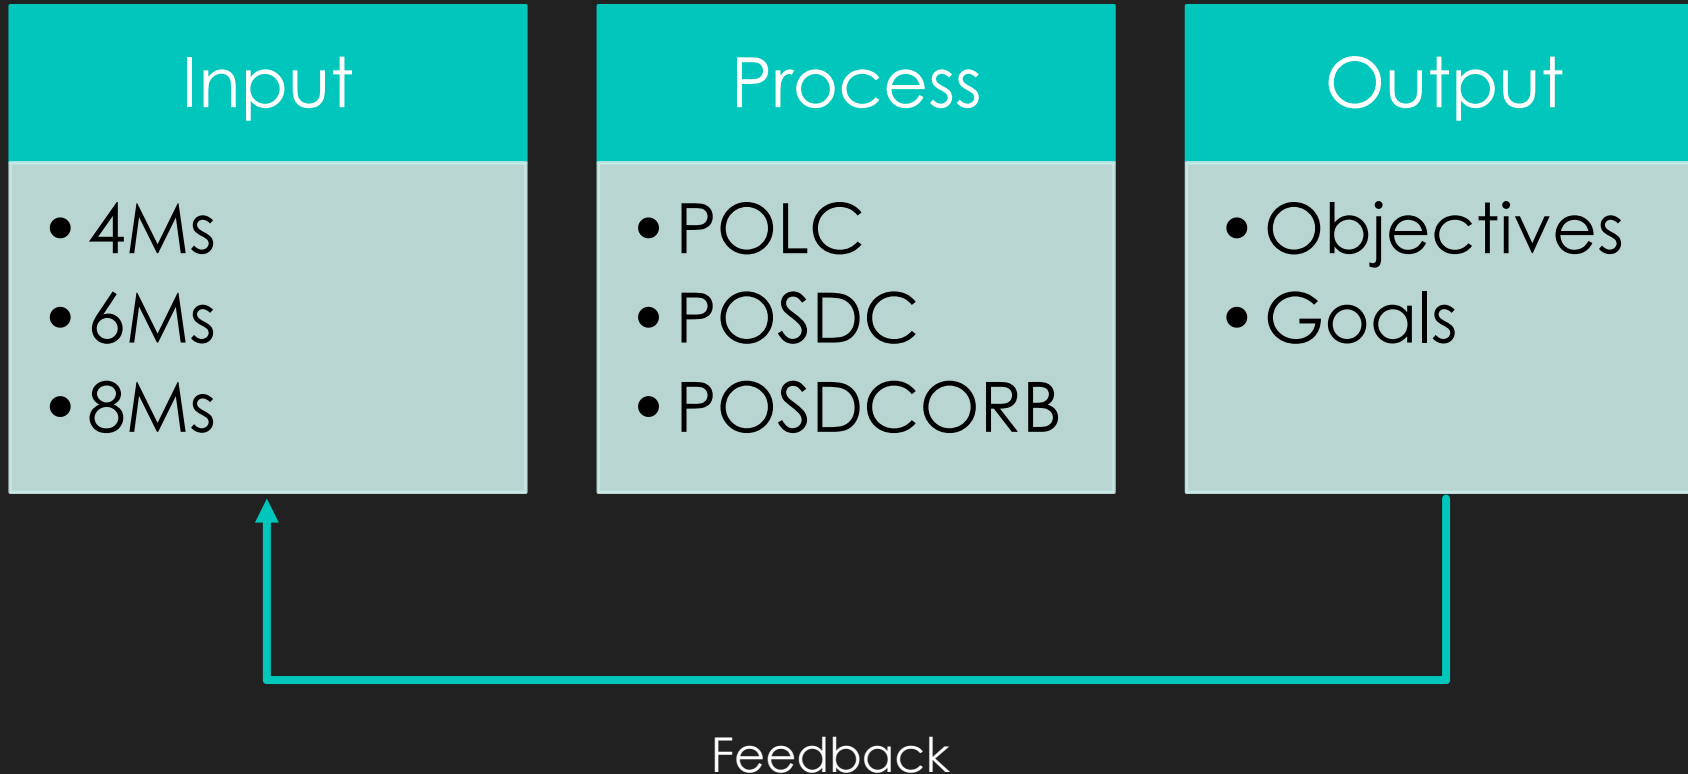 Input
• 4Ms
• 6Ms
• 8Ms
Process
• POLC
• POSDC
• POSDCORB
Output
• Objectives
• Goals
Feedback